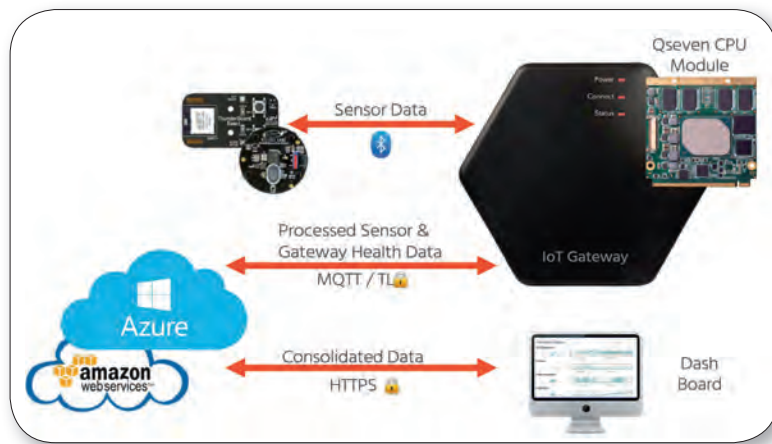 Qseven CPU
Module
Power
Connect
Status
Sensor Data
Processed Sensor &
Gateway Health Data
MQTT / TL
IoT Gateway
Azure
amazon
webservices
Consolidated Data
HTTPS
Dash
Board